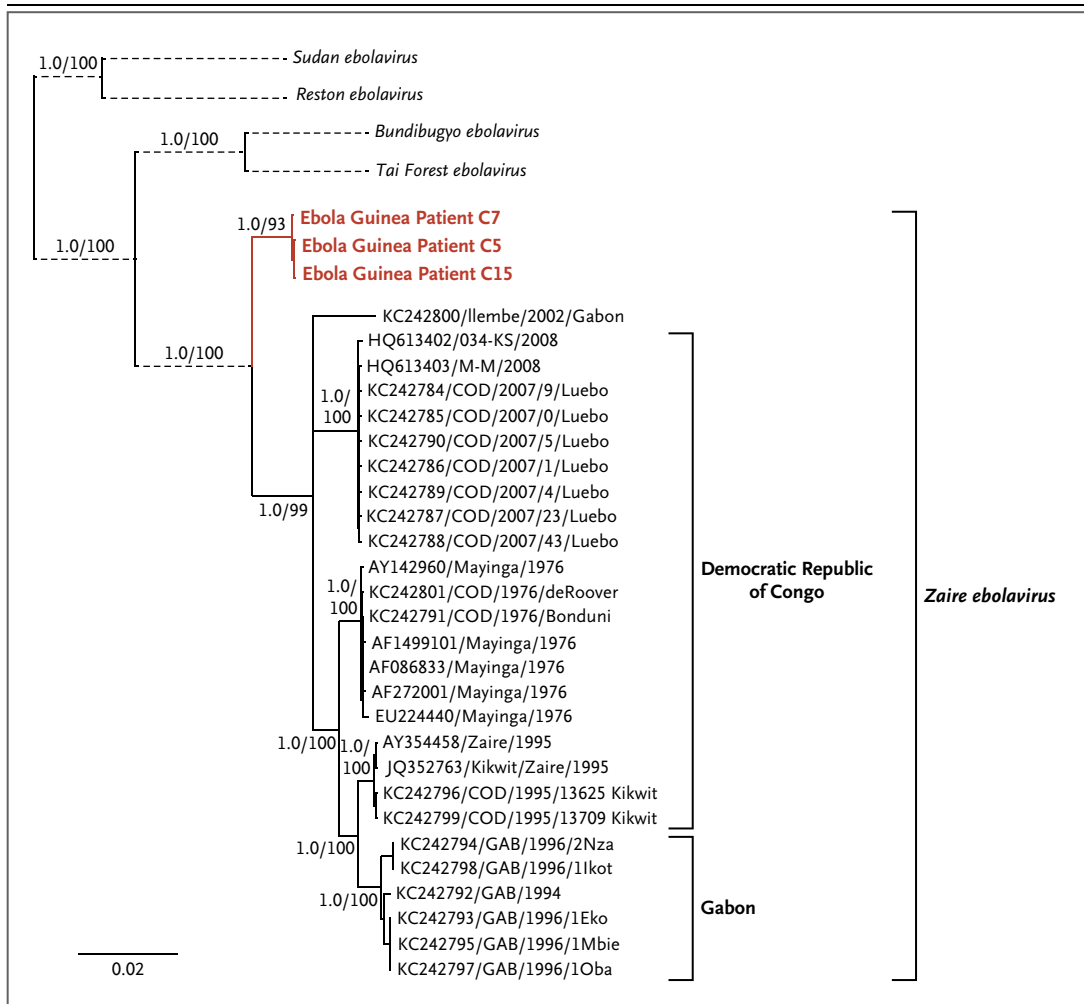 1.0/100
Sudan ebolavirus
Reston ebolavirus
1.0/100
Bundibugyo ebolavirus
Tai Forest ebolavirus
1.0/100
1.0/93
Ebola Guinea Patient C7
Ebola Guinea Patient C5
Ebola Guinea Patient C15
1.0/100
KC242800/llembe/2002/Gabon
HQ613402/034-KS/2008
HQ613403/M-M/2008
KC242784/COD/2007/9/Luebo
1.0/
100
KC242785/COD/2007/0/Luebo
KC242790/COD/2007/5/Luebo
KC242786/COD/2007/1/Luebo
KC242789/COD/2007/4/Luebo
KC242787/COD/2007/23/Luebo
KC242788/COD/2007/43/Luebo
1.0/99
AY142960/Mayinga/1976
1.0/
100
KC242801/COD/1976/deRoover
KC242791/COD/1976/Bonduni
AF1499101/Mayinga/1976
AF086833/Mayinga/1976
AF272001/Mayinga/1976
EU224440/Mayinga/1976
1.0/100
1.0/
100
AY354458/Zaire/1995
JQ352763/Kikwit/Zaire/1995
KC242796/COD/1995/13625 Kikwit
KC242799/COD/1995/13709 Kikwit
Democratic Republic
of Congo
Zaire ebolavirus
1.0/100
KC242794/GAB/1996/2Nza
KC242798/GAB/1996/1Ikot
1.0/100
KC242792/GAB/1994
KC242793/GAB/1996/1Eko
KC242795/GAB/1996/1Mbie
KC242797/GAB/1996/1Oba
Gabon
0.02